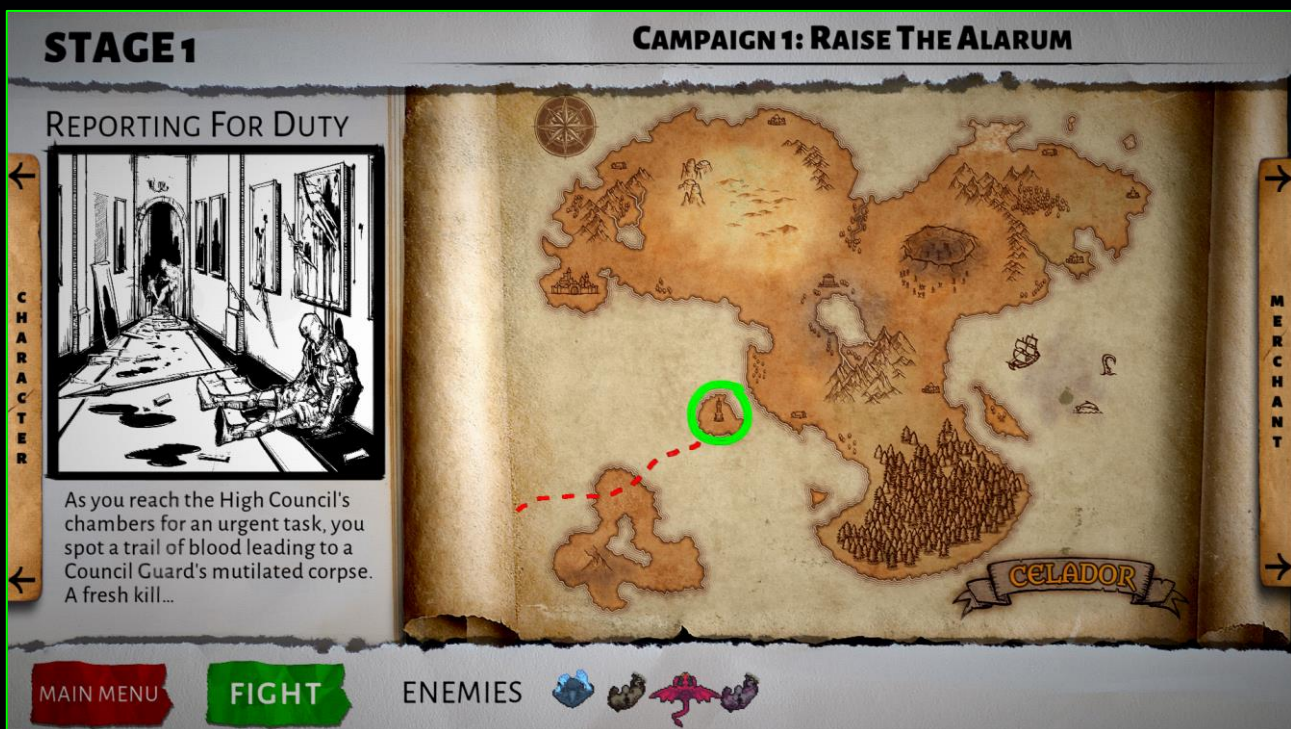 STAGE 1
CAMPAIGN 1: RAISE THE ALARUM
REPORTING FOR DUTY
As you reach the High Council's
chambers for an urgent task, you
spot a trail of blood leading to a
Council Guard's mutilated corpse.
A fresh kill...
CHARACTER
MERCHANT
CELADOR
MAIN MENU
FIGHT
ENEMIES